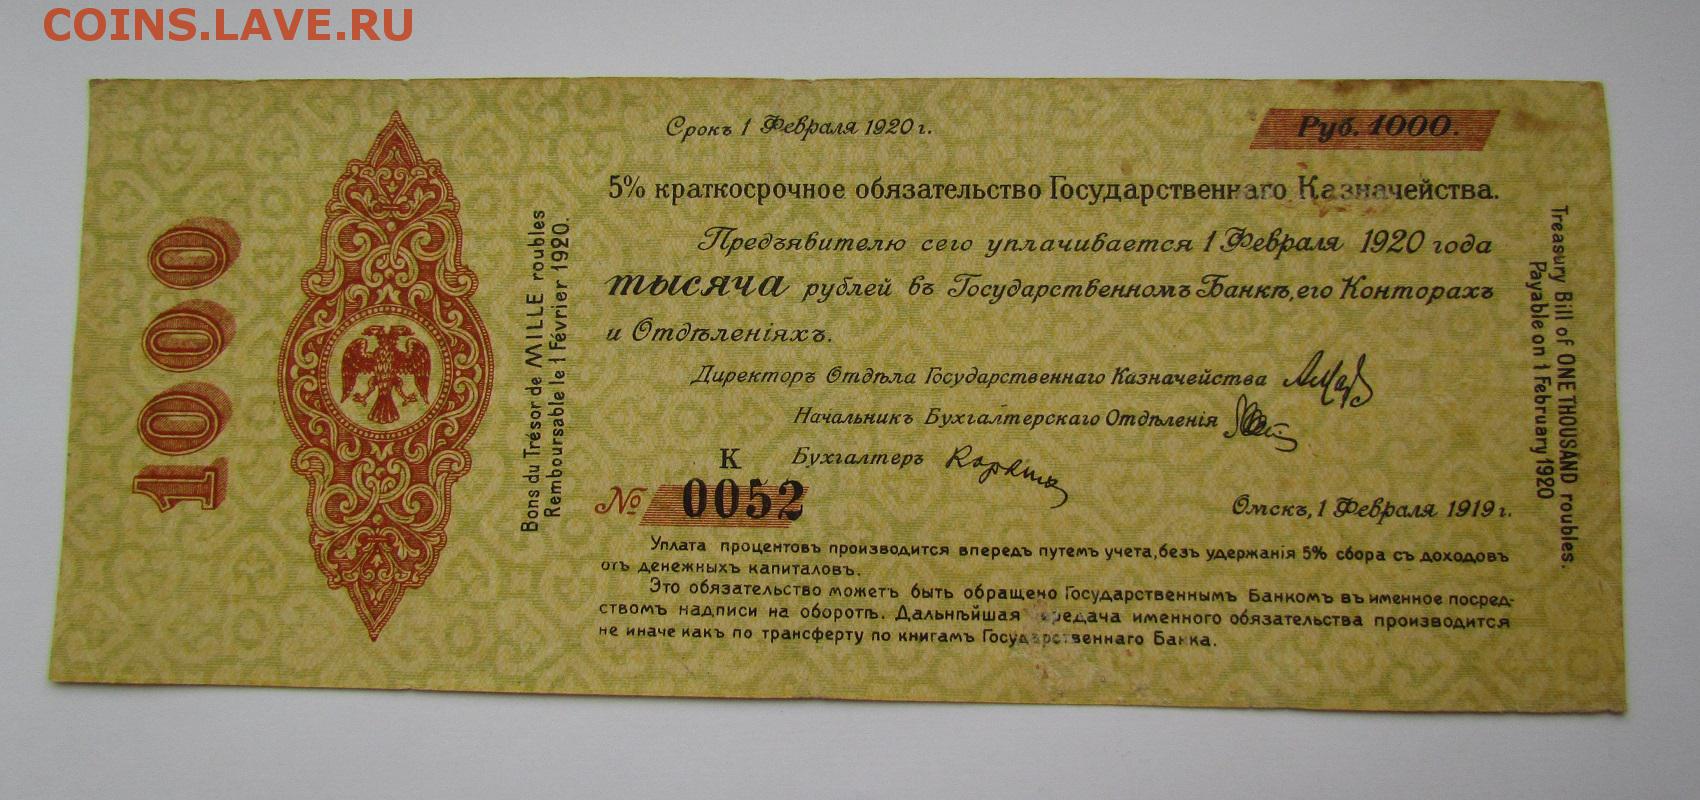 COINS.LAVE.RU
Срокъ 1 Февраля 1920 г.
Руб. 1000.
5% краткосрочное обязательство Государственнаго Казначейства.
Предъявителю сего уплачивается 1 Февраля 1920 года
тысяча рублей въ Государственномъ Банкѣ, его Конторахъ
и Отдѣленіяхъ.
Директоръ Отдѣла Государственнаго Казначейства
Начальникъ Бухгалтерскаго Отдѣленія
К Бухгалтеръ
№ 0052
Омскъ, 1 Февраля 1919 г.
Уплата процентовъ производится впередъ путемъ учета, безъ удержанія 5% сбора съ доходовъ
отъ денежныхъ капиталовъ.
Это обязательство можетъ быть обращено Государственнымъ Банкомъ въ именное посред-
ствомъ надписи на оборотѣ. Дальнѣйшая передача именного обязательства производится
не иначе какъ по трансферту по книгамъ Государственнаго Банка.
1000
Bons du Trésor de MILLE roubles
Remboursable le 1 Février 1920.
Treasury Bill of ONE THOUSAND roubles.
Payable on 1 February 1920